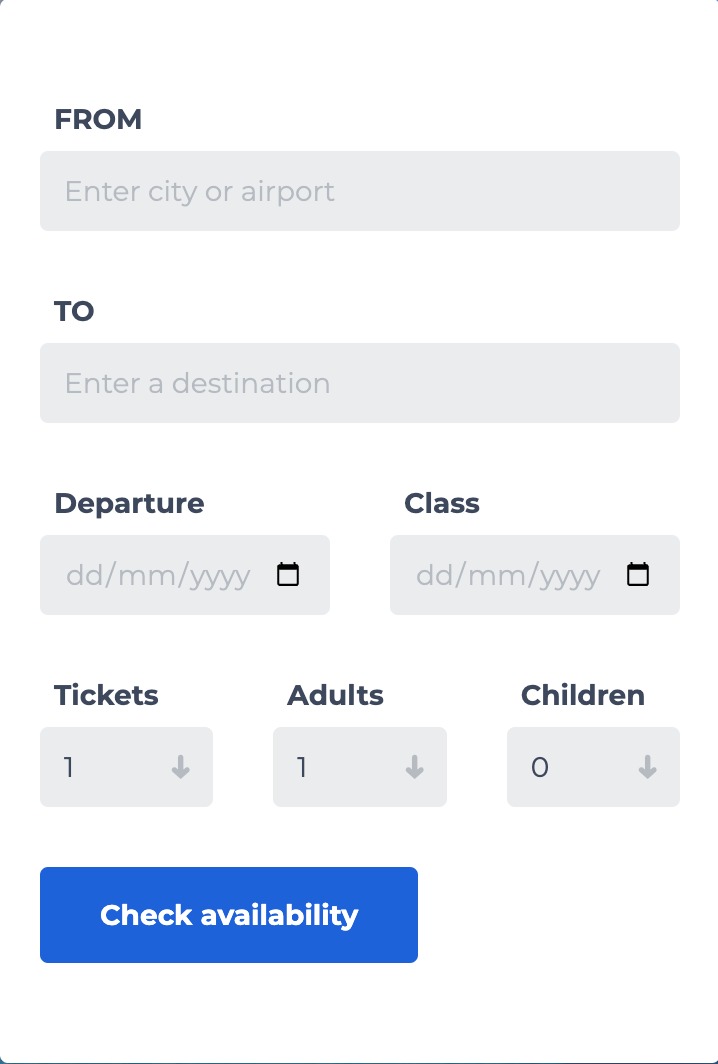 FROM
Enter city or airport
TO
Enter a destination
Departure Class
dd/mm/yyyy dd/mm/yyyy
Tickets Adults Children
1 1 0
Check availability